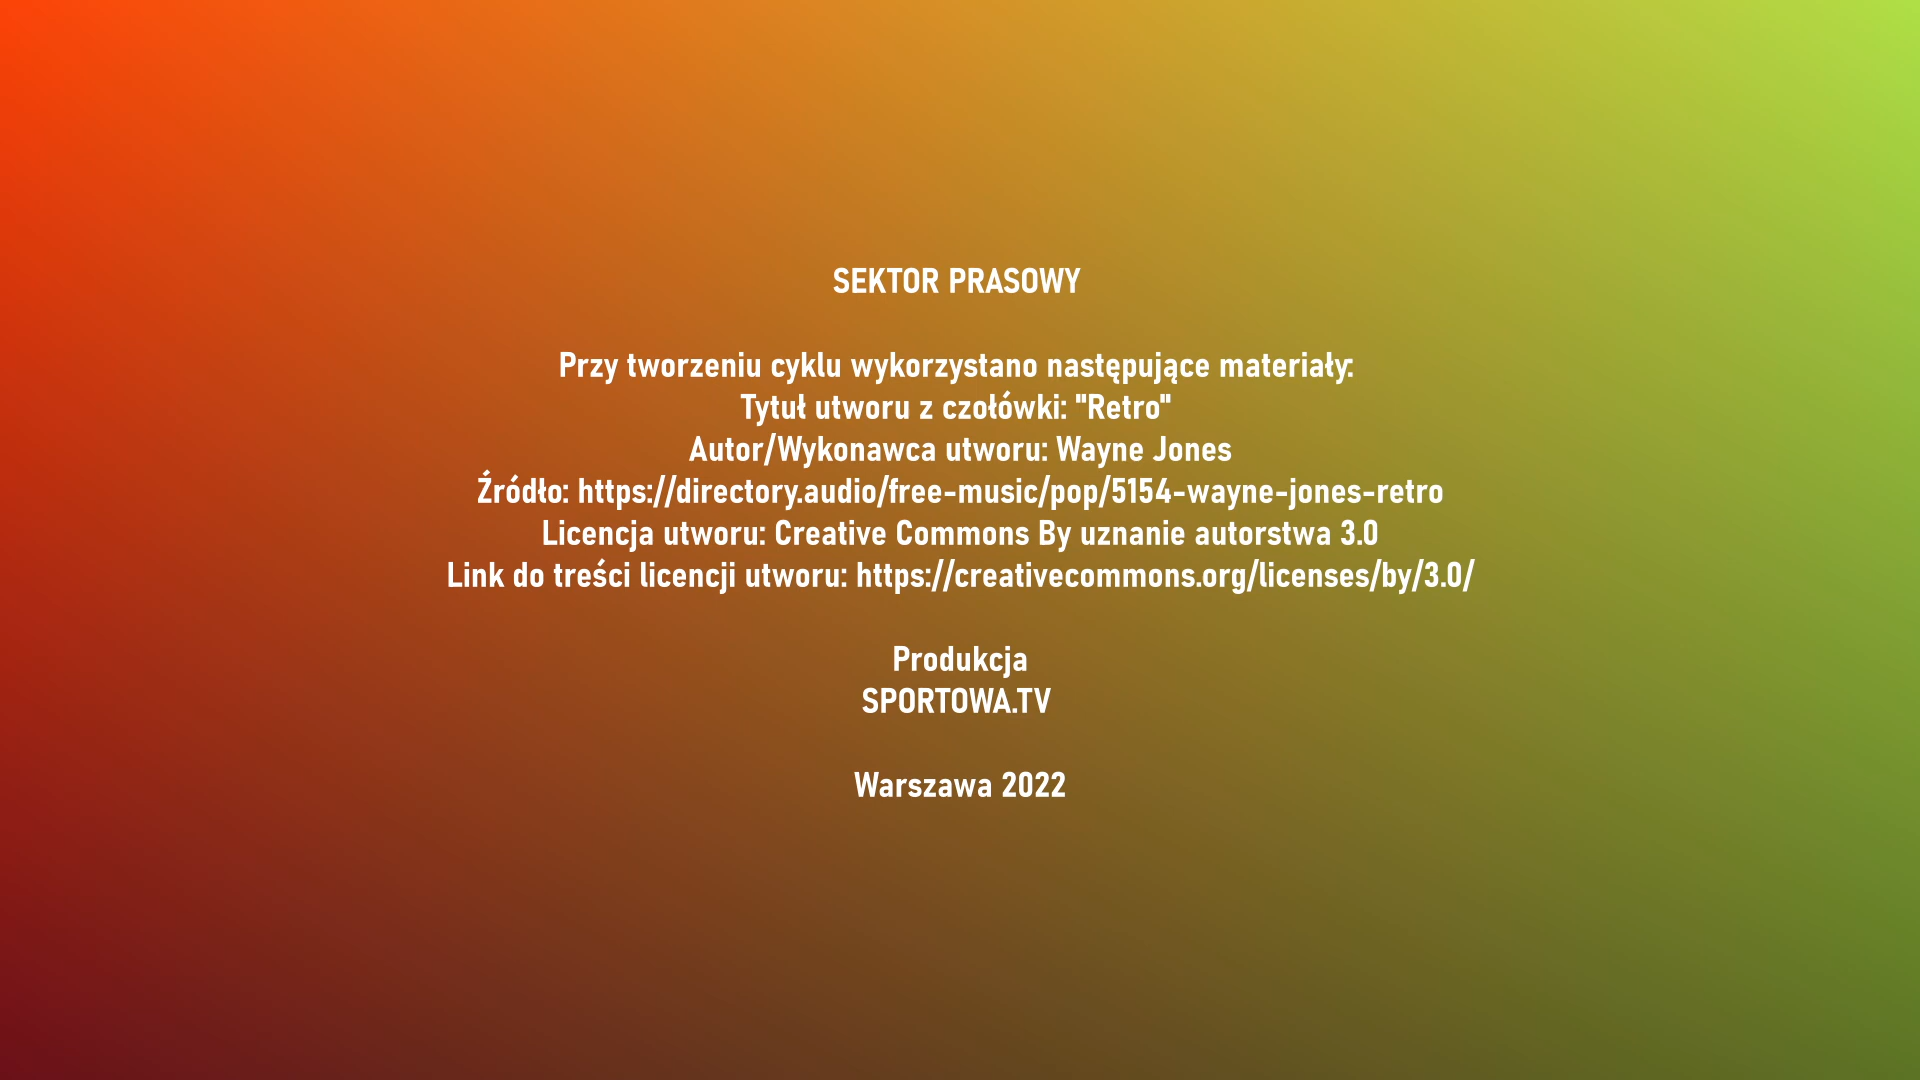 SEKTOR PRASOWY
Przy tworzeniu cyklu wykorzystano następujące materiały:
Tytuł utworu z czołówki: "Retro"
Autor/Wykonawca utworu: Wayne Jones
Źródło: https://directory.audio/free-music/pop/5154-wayne-jones-retro
Licencja utworu: Creative Commons By uznanie autorstwa 3.0
Link do treści licencji utworu: https://creativecommons.org/licenses/by/3.0/
Produkcja
SPORTOWA.TV
Warszawa 2022